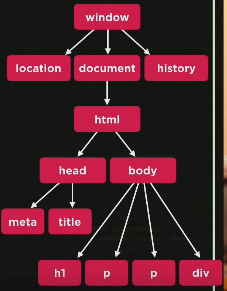 window
location document history
html
head body
meta title
h1 p p div